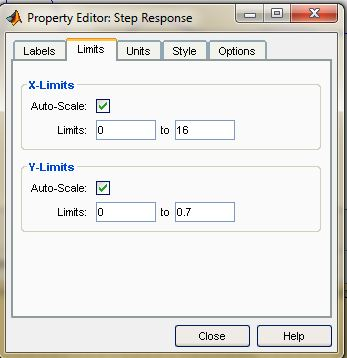 Property Editor: Step Response
Labels Limits Units Style Options
X-Limits
Auto-Scale:
Limits: 0 to 16
Y-Limits
Auto-Scale:
Limits: 0 to 0.7
Close Help